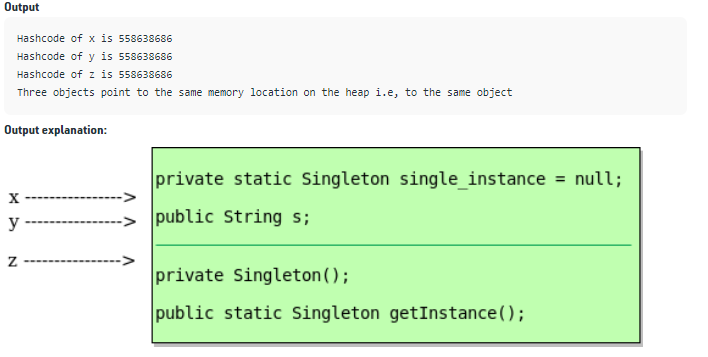 Output
Hashcode of x is 558638686
Hashcode of y is 558638686
Hashcode of z is 558638686
Three objects point to the same memory location on the heap i.e, to the same object
Output explanation:
private static Singleton single_instance = null;
x ---------------->
y ---------------->
public String s;
z ---------------->
private Singleton();
public static Singleton getInstance();